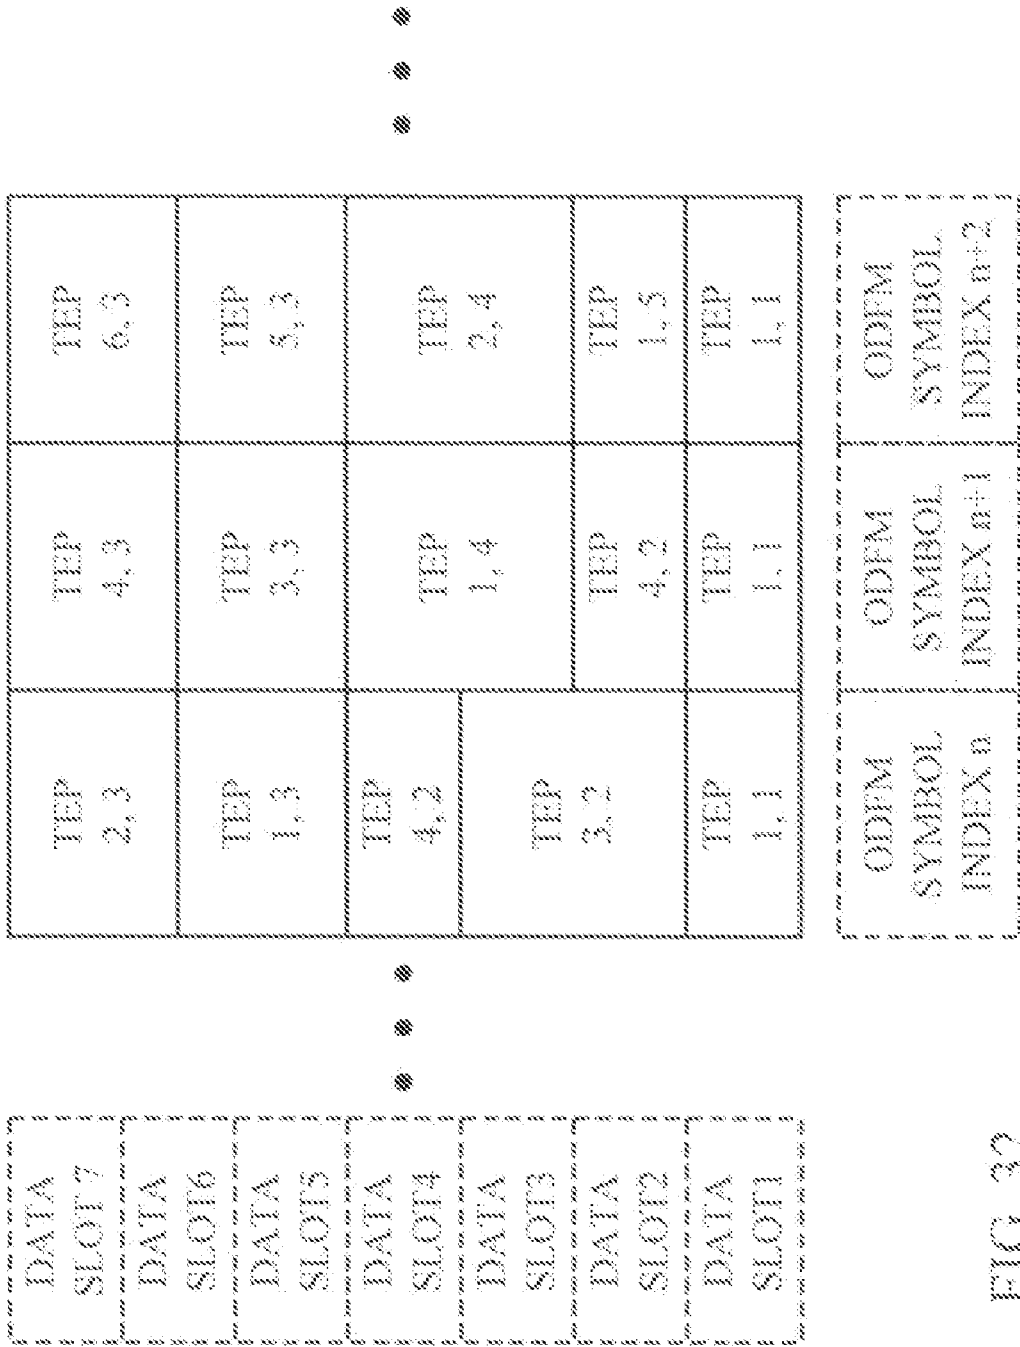 DATA
SLOT 7
DATA
SLOT6
DATA
SLOT5
DATA
SLOT4
DATA
SLOT3
DATA
SLOT2
DATA
SLOT1
TEP
2,3
TEP
1,3
TEP
4,2
TEP
3,2
TEP
1,1
ODFM
SYMBOL
INDEX n
TEP
4,3
TEP
3,3
TEP
1,4
TEP
4,2
TEP
1,1
ODFM
SYMBOL
INDEX n+1
TEP
6,3
TEP
5,3
TEP
2,4
TEP
1,5
TEP
1,1
ODFM
SYMBOL
INDEX n+2
FIG. 32